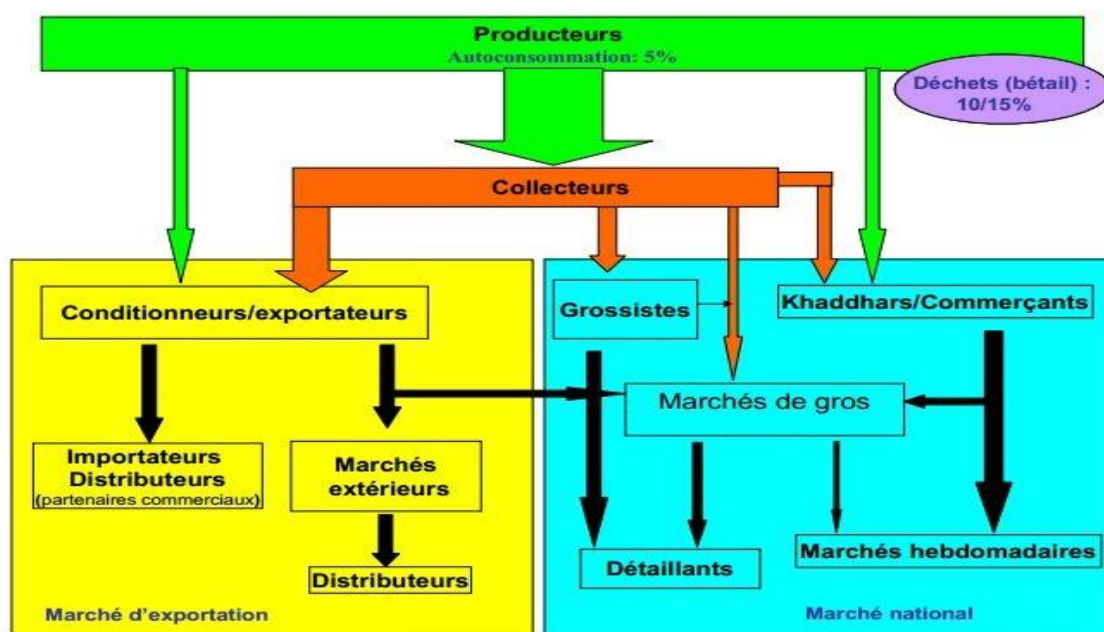 Producteurs
Autoconsommation: 5%
Déchets (bétail) :
10/15%
Collecteurs
Conditionneurs/exportateurs
Grossistes
Khaddhars/Commerçants
Marchés de gros
Importateurs
Distributeurs
(partenaires commerciaux)
Marchés
extérieurs
Marchés hebdomadaires
Détaillants
Distributeurs
Marché d'exportation
Marché national